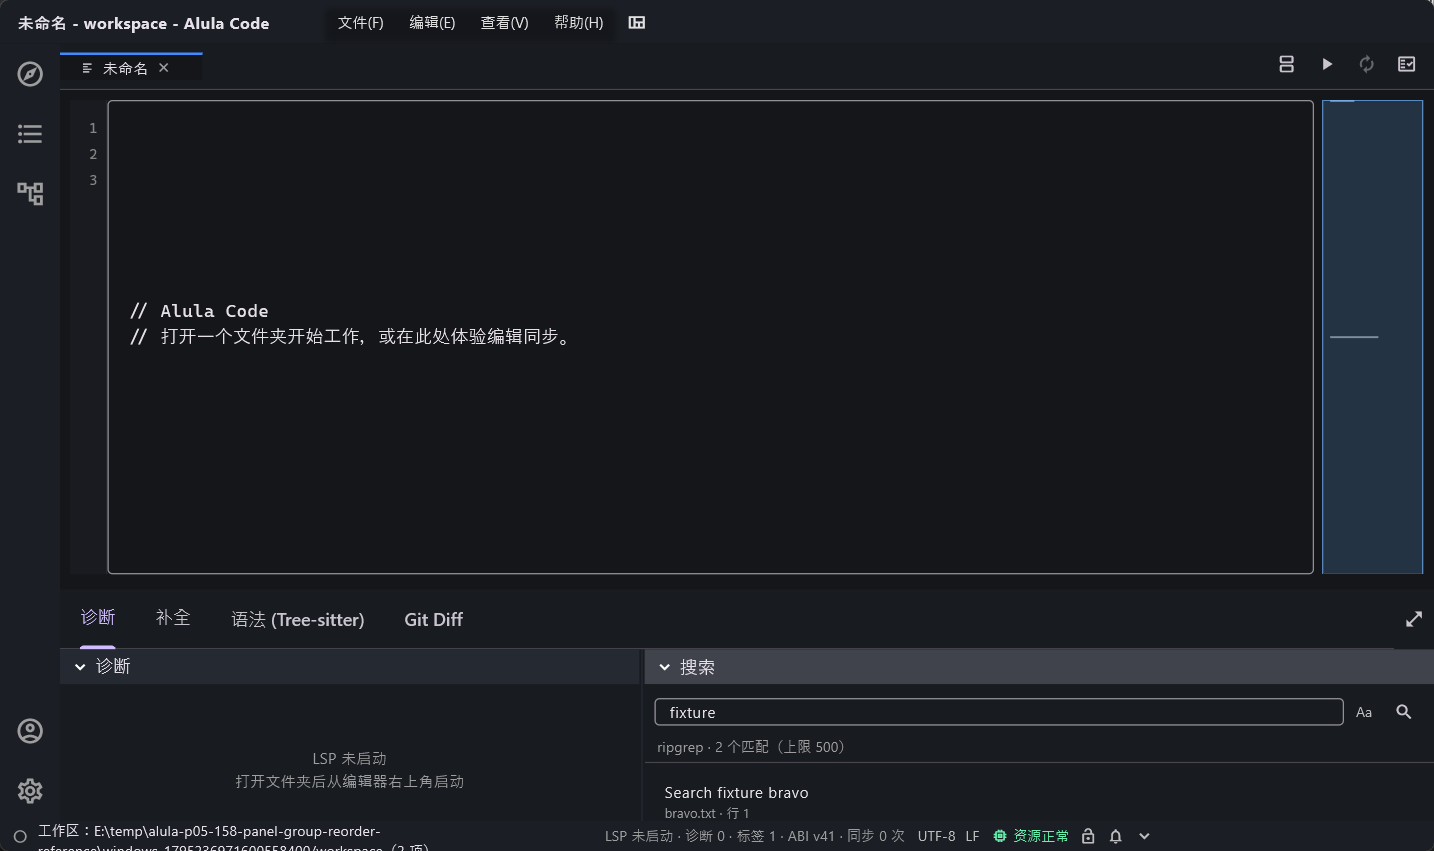 未命名 - workspace - Alula Code
文件(F) 编辑(E) 查看(V) 帮助(H)
未命名
1
2
3
// Alula Code
// 打开一个文件夹开始工作，或在此处体验编辑同步。
诊断 补全 语法 (Tree-sitter) Git Diff
诊断
LSP 未启动
打开文件夹后从编辑器右上角启动
搜索
fixture
Aa
ripgrep · 2 个匹配（上限 500）
Search fixture bravo
bravo.txt · 行 1
工作区：E:\temp\alula-p05-158-panel-group-reorder-
reference\windows-1795236971600558400/workspace（2 项）
LSP 未启动 · 诊断 0 · 标签 1 · ABI v41 · 同步 0 次 UTF-8 LF 资源正常